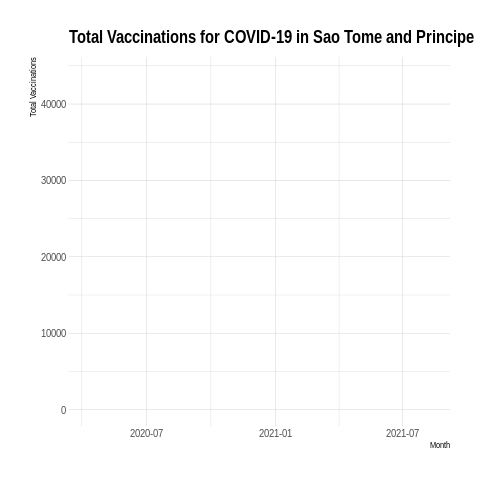 Total Vaccinations for COVID-19 in Sao Tome and Principe
Total Vaccinations
40000
30000
20000
10000
0
2020-07 2021-01 2021-07
Month